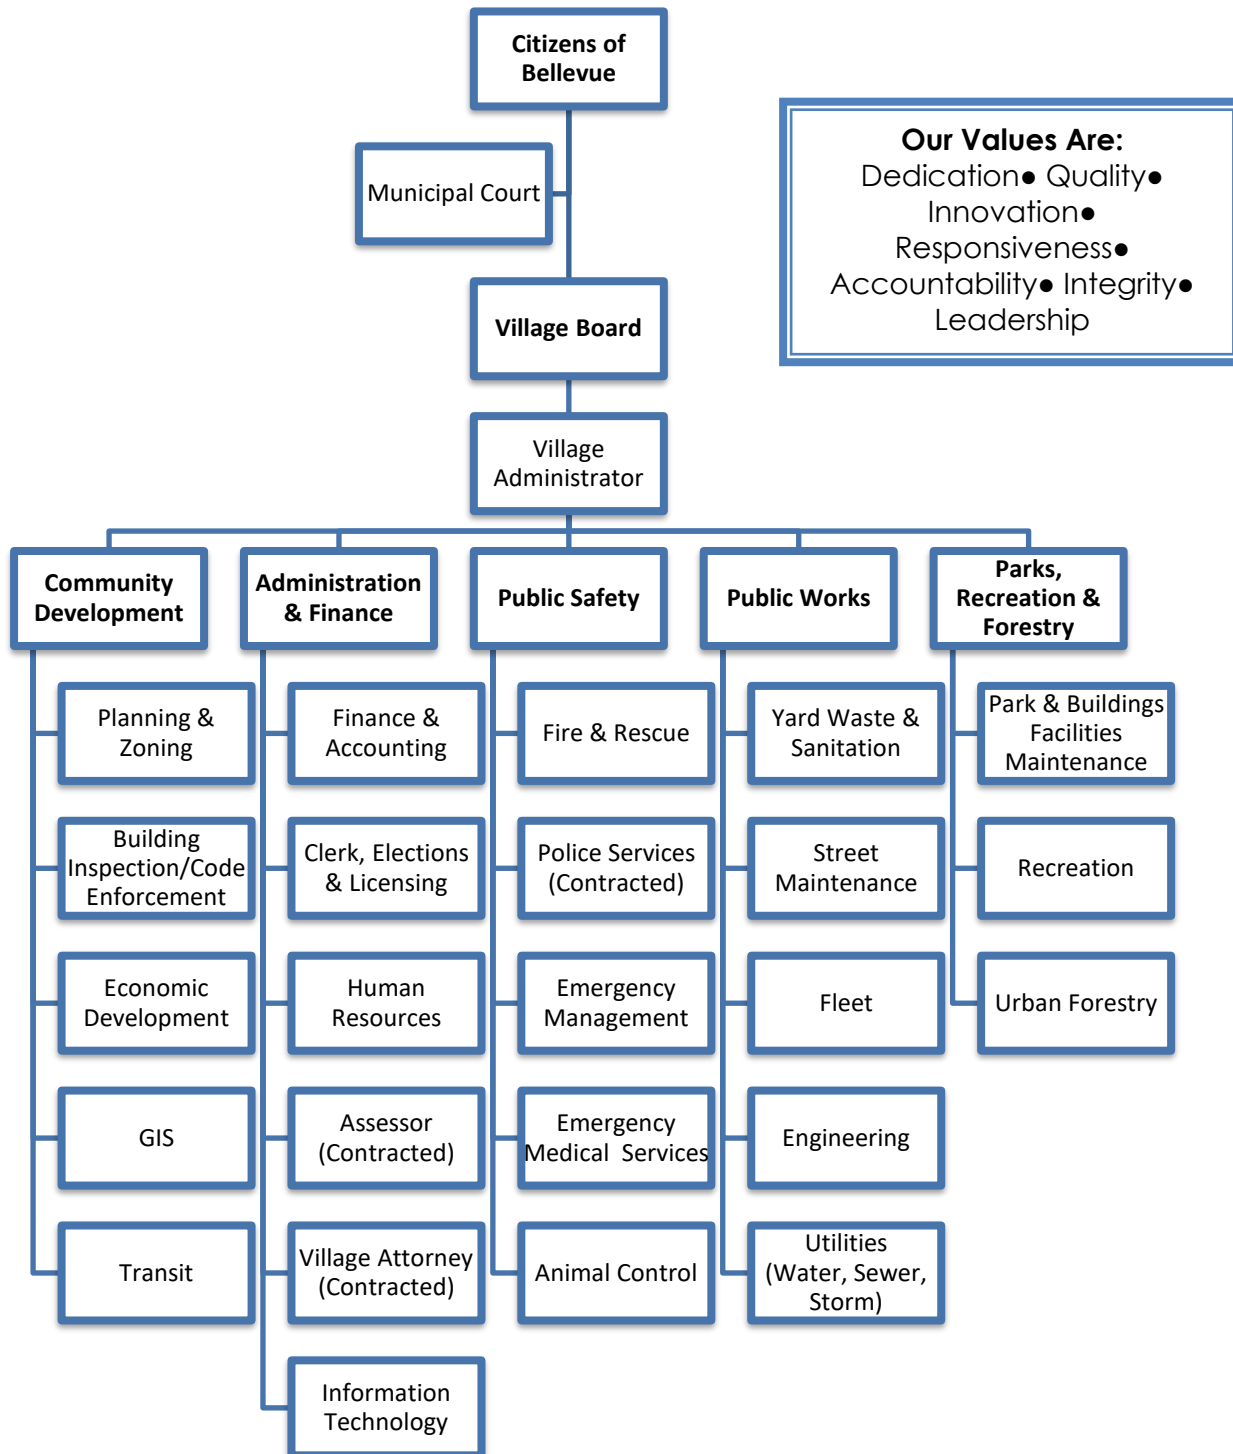 Citizens of
Bellevue
Our Values Are:
Dedication● Quality●
Innovation●
Responsiveness●
Accountability● Integrity●
Leadership
Municipal Court
Village Board
Village
Administrator
Community
Development
Administration
& Finance
Public Safety
Public Works
Parks,
Recreation &
Forestry
Planning &
Zoning
Finance &
Accounting
Fire & Rescue
Yard Waste &
Sanitation
Park & Buildings
Facilities
Maintenance
Building
Inspection/Code
Enforcement
Clerk, Elections
& Licensing
Police Services
(Contracted)
Street
Maintenance
Recreation
Economic
Development
Human
Resources
Emergency
Management
Fleet
Urban Forestry
GIS
Assessor
(Contracted)
Emergency
Medical  Services
Engineering
Transit
Village Attorney
(Contracted)
Animal Control
Utilities
(Water, Sewer,
Storm)
Information
Technology